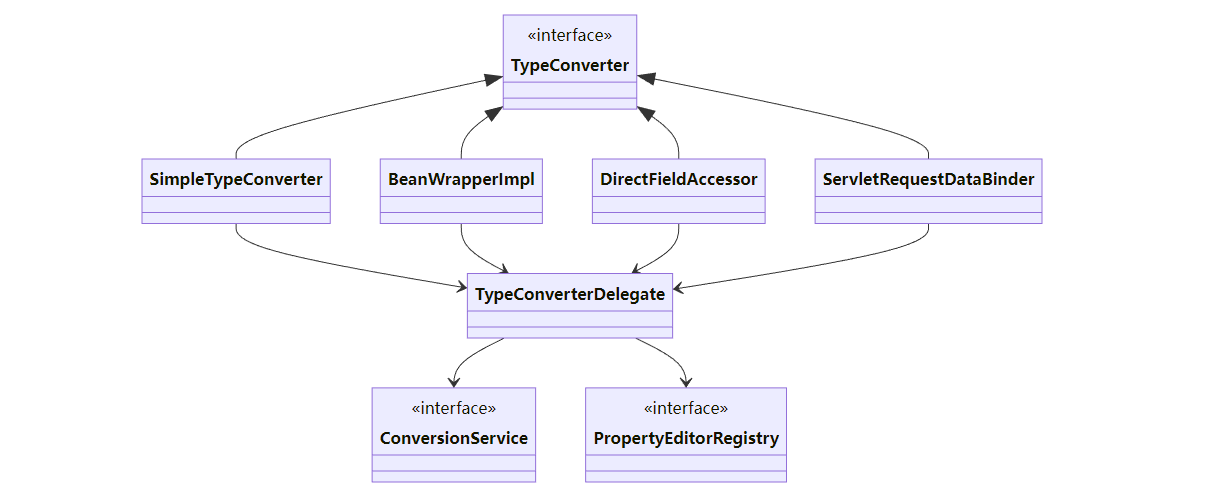 «interface»
TypeConverter
SimpleTypeConverter
BeanWrapperImpl
DirectFieldAccessor
ServletRequestDataBinder
TypeConverterDelegate
«interface»
ConversionService
«interface»
PropertyEditorRegistry